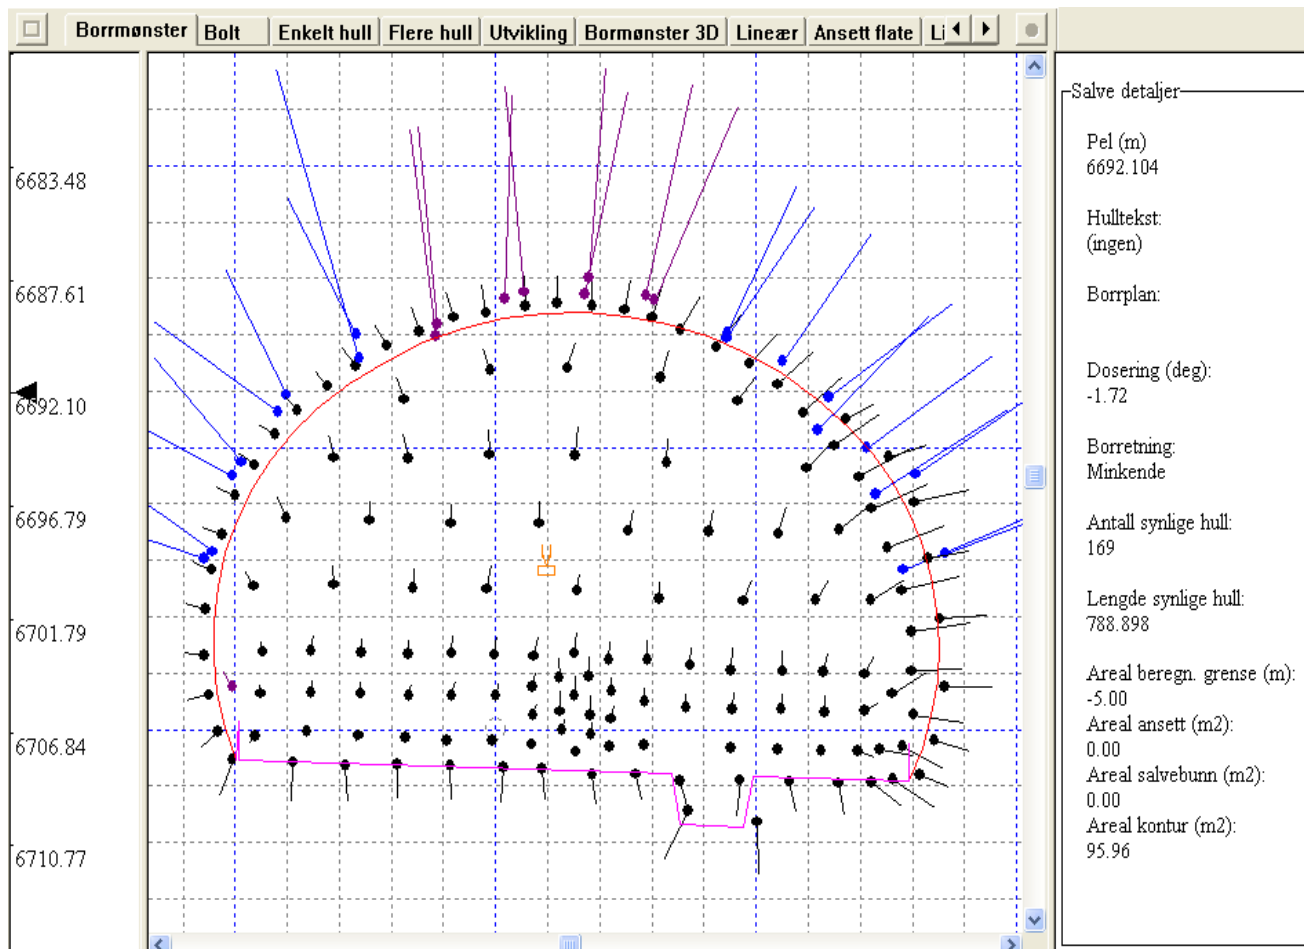 Borrmønster Bolt Enkelt hull Flere hull Utvikling Bormønster 3D Lineær Ansett flate Li
Salve detaljer
Pel (m)
6692.104
Hulltekst:
(ingen)
Borrplan:
Dosering (deg):
-1.72
Borretning:
Minkende
Antall synlige hull:
169
Lengde synlige hull:
788.898
Areal beregn. grense (m):
-5.00
Areal ansett (m2):
0.00
Areal salvebunn (m2):
0.00
Areal kontur (m2):
95.96
6683.48
6687.61
6692.10
6696.79
6701.79
6706.84
6710.77